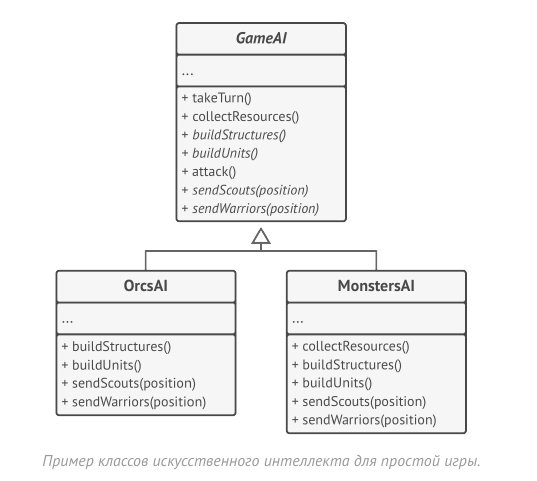 GameAI
...
+ takeTurn()
+ collectResources()
+ buildStructures()
+ buildUnits()
+ attack()
+ sendScouts(position)
+ sendWarriors(position)
OrcsAI
...
+ buildStructures()
+ buildUnits()
+ sendScouts(position)
+ sendWarriors(position)
MonstersAI
...
+ collectResources()
+ buildStructures()
+ buildUnits()
+ sendScouts(position)
+ sendWarriors(position)
Пример классов искусственного интеллекта для простой игры.